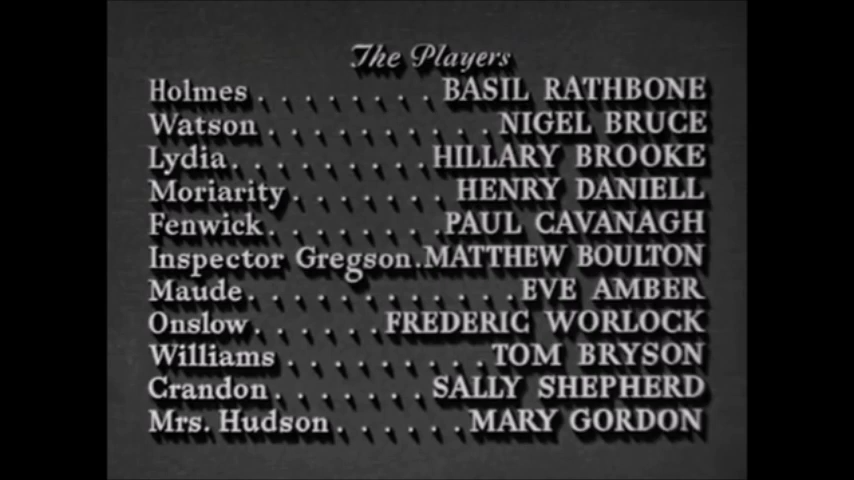 The Players
Holmes . . . . . . . . BASIL RATHBONE
Watson . . . . . . . . . . NIGEL BRUCE
Lydia . . . . . . . . . HILLARY BROOKE
Moriarity . . . . . . . HENRY DANIELL
Fenwick . . . . . . . . PAUL CAVANAGH
Inspector Gregson . MATTHEW BOULTON
Maude . . . . . . . . . . . . EVE AMBER
Onslow . . . . . . FREDERIC WORLOCK
Williams . . . . . . . . . TOM BRYSON
Crandon . . . . . . . SALLY SHEPHERD
Mrs. Hudson . . . . . . MARY GORDON